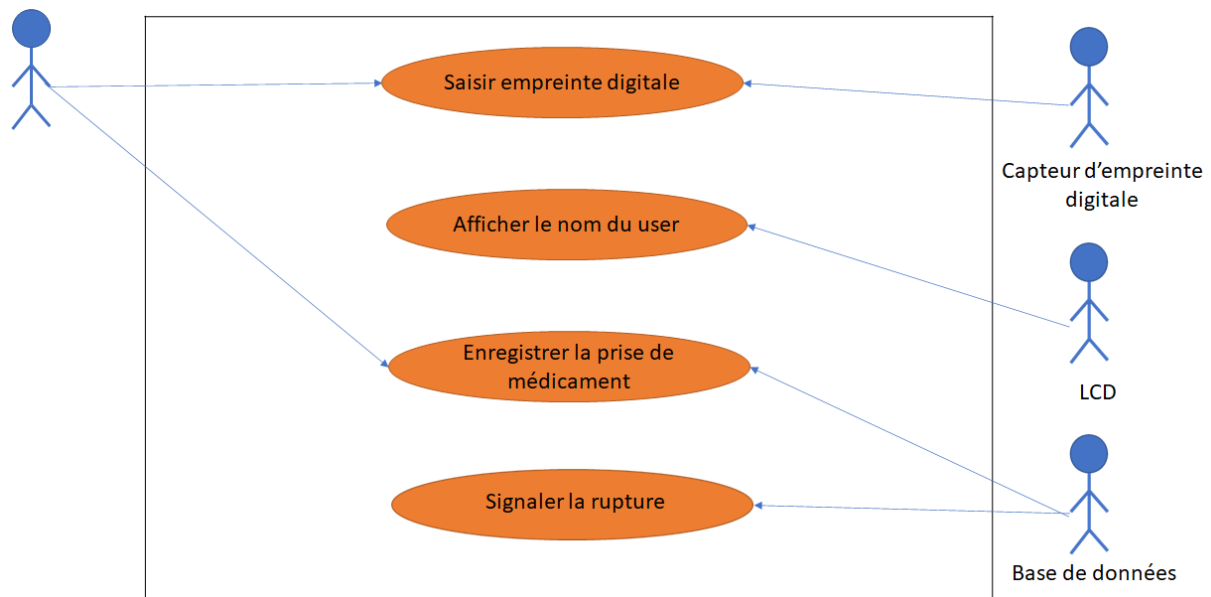 Saisir empreinte digitale
Capteur d'empreinte
digitale
Afficher le nom du user
Enregistrer la prise de
médicament
LCD
Signaler la rupture
Base de données